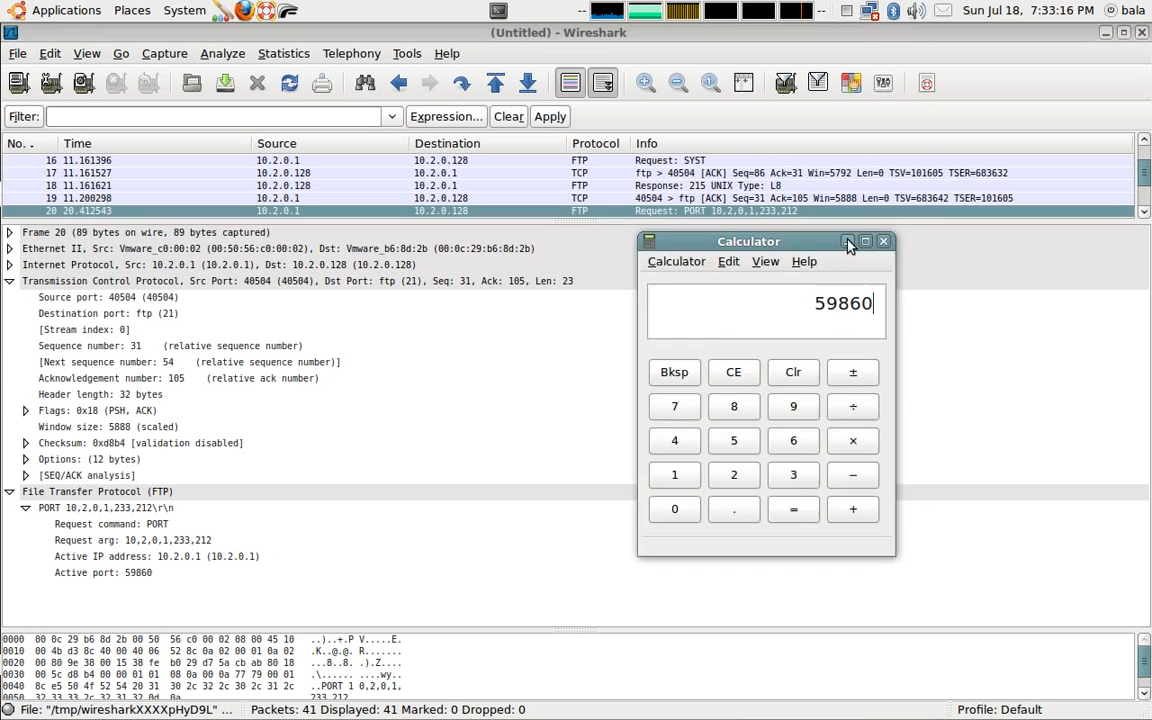 Applications Places System -- -- Sun Jul 18, 7:33:16 PM bala
(Untitled) - Wireshark
File Edit View Go Capture Analyze Statistics Telephony Tools Help
Filter: Expression... Clear Apply
No. . Time Source Destination Protocol Info
16 11.161396 10.2.0.1 10.2.0.128 FTP Request: SYST
17 11.161527 10.2.0.128 10.2.0.1 TCP ftp > 40504 [ACK] Seq=86 Ack=31 Win=5792 Len=0 TSV=101605 TSER=683632
18 11.161621 10.2.0.128 10.2.0.1 FTP Response: 215 UNIX Type: L8
19 11.200298 10.2.0.1 10.2.0.128 TCP 40504 > ftp [ACK] Seq=31 Ack=105 Win=5888 Len=0 TSV=683642 TSER=101605
20 20.412543 10.2.0.1 10.2.0.128 FTP Request: PORT 10,2,0,1,233,212
Frame 20 (89 bytes on wire, 89 bytes captured)
Ethernet II, Src: Vmware_c0:00:02 (00:50:56:c0:00:02), Dst: Vmware_b6:8d:2b (00:0c:29:b6:8d:2b)
Internet Protocol, Src: 10.2.0.1 (10.2.0.1), Dst: 10.2.0.128 (10.2.0.128)
Transmission Control Protocol, Src Port: 40504 (40504), Dst Port: ftp (21), Seq: 31, Ack: 105, Len: 23
Source port: 40504 (40504)
Destination port: ftp (21)
[Stream index: 0]
Sequence number: 31 (relative sequence number)
[Next sequence number: 54 (relative sequence number)]
Acknowledgement number: 105 (relative ack number)
Header length: 32 bytes
Flags: 0x18 (PSH, ACK)
Window size: 5888 (scaled)
Checksum: 0xd8b4 [validation disabled]
Options: (12 bytes)
[SEQ/ACK analysis]
File Transfer Protocol (FTP)
PORT 10,2,0,1,233,212\r\n
Request command: PORT
Request arg: 10,2,0,1,233,212
Active IP address: 10.2.0.1 (10.2.0.1)
Active port: 59860
Calculator
Calculator Edit View Help
59860
Bksp CE Clr ±
7 8 9 ÷
4 5 6 ×
1 2 3 −
0 . = +
0000 00 0c 29 b6 8d 2b 00 50 56 c0 00 02 08 00 45 10 ..)..+.P V.....E.
0010 00 4b d3 8c 40 00 40 06 52 8c 0a 02 00 01 0a 02 .K..@.@. R.......
0020 00 80 9e 38 00 15 38 fe b0 29 d7 5a cb ab 80 18 ...8..8. .).Z....
0030 00 5c d8 b4 00 00 01 01 08 0a 00 0a 77 79 00 01 .\...... ....wy..
0040 8c e5 50 4f 52 54 20 31 30 2c 32 2c 30 2c 31 2c ..PORT 1 0,2,0,1,
0050 32 33 33 2c 32 31 32 0d 0a 233,212
File: "/tmp/wiresharkXXXXpHyD9L" ... Packets: 41 Displayed: 41 Marked: 0 Dropped: 0 Profile: Default